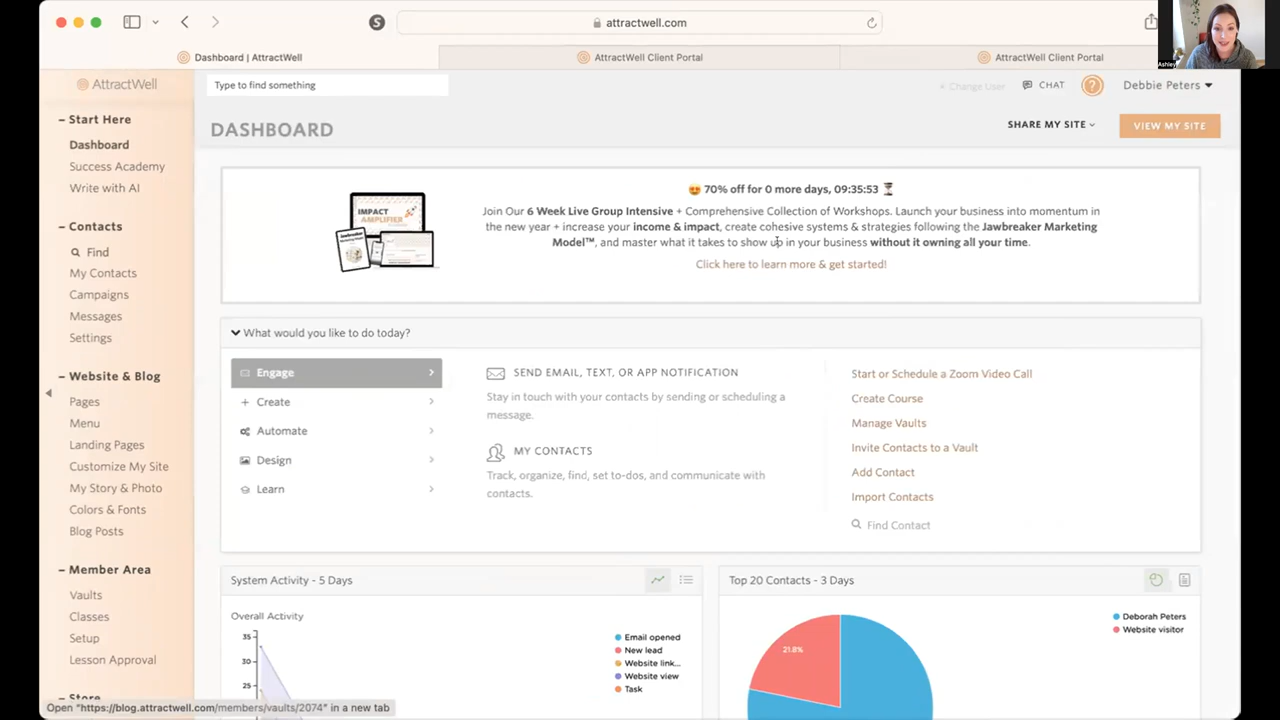 attractwell.com
Dashboard | AttractWell
AttractWell Client Portal
AttractWell Client Portal
Ashley
AttractWell
Type to find something
+ Change User
CHAT
?
Debbie Peters
DASHBOARD
SHARE MY SITE
VIEW MY SITE
– Start Here
Dashboard
Success Academy
Write with AI
– Contacts
Find
My Contacts
Campaigns
Messages
Settings
– Website & Blog
Pages
Menu
Landing Pages
Customize My Site
My Story & Photo
Colors & Fonts
Blog Posts
– Member Area
Vaults
Classes
Setup
Lesson Approval
– Store
IMPACT
AMPLIFIER
😍 70% off for 0 more days, 09:35:53 ⏳
Join Our 6 Week Live Group Intensive + Comprehensive Collection of Workshops. Launch your business into momentum
in the new year + increase your income & impact, create cohesive systems & strategies following the Jawbreaker Marketing
Model™, and master what it takes to show up in your business without it owning all your time.
Click here to learn more & get started!
What would you like to do today?
Engage
+ Create
Automate
Design
Learn
SEND EMAIL, TEXT, OR APP NOTIFICATION
Stay in touch with your contacts by sending or scheduling a
message.
MY CONTACTS
Track, organize, find, set to-dos, and communicate with
contacts.
Start or Schedule a Zoom Video Call
Create Course
Manage Vaults
Invite Contacts to a Vault
Add Contact
Import Contacts
Find Contact
System Activity - 5 Days
Overall Activity
35
30
25
Email opened
New lead
Website link...
Website view
Task
Top 20 Contacts - 3 Days
21.8%
Deborah Peters
Website visitor
Open "https://blog.attractwell.com/members/vaults/2074" in a new tab